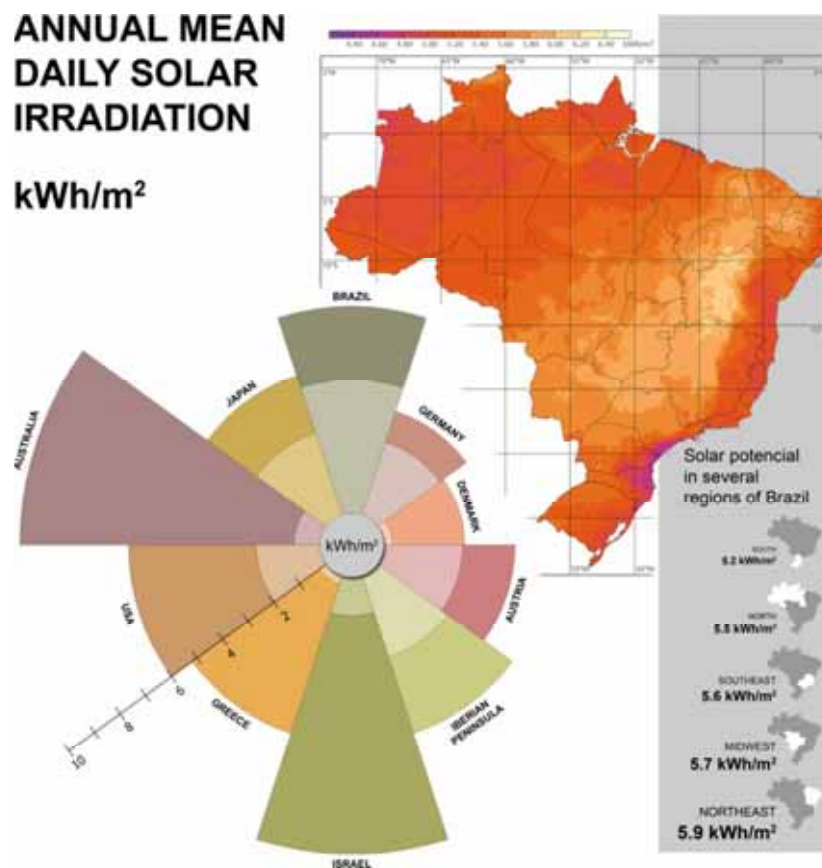 ANNUAL MEAN
DAILY SOLAR
IRRADIATION
kWh/m²
BRAZIL
JAPAN
GERMANY
AUSTRALIA
DENMARK
kWh/m²
USA
AUSTRIA
GREECE
IBERIAN
PENINSULA
ISRAEL
2
4
6
8
10
Solar potencial
in several
regions of Brazil
SOUTH
5.2 kWh/m²
NORTH
5.5 kWh/m²
SOUTHEAST
5.6 kWh/m²
MIDWEST
5.7 kWh/m²
NORTHEAST
5.9 kWh/m²